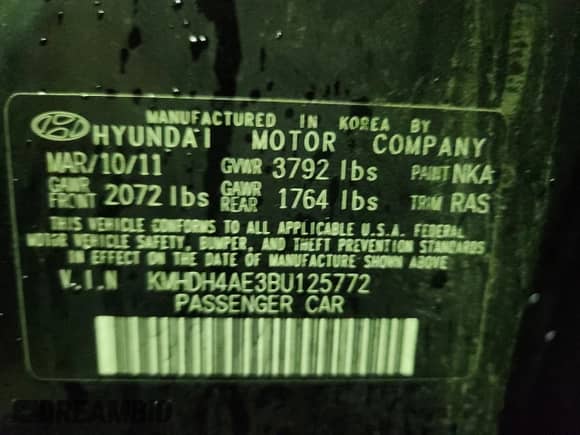 MANUFACTURED IN KOREA BY
HYUNDAI MOTOR COMPANY
MAR/10/11 GVWR 3792 lbs PAINT NKA
GAWR FRONT 2072 lbs GAWR REAR 1764 lbs TRIM RAS
THIS VEHICLE CONFORMS TO ALL APPLICABLE U.S.A. FEDERAL
MOTOR VEHICLE SAFETY, BUMPER, AND THEFT PREVENTION STANDARDS
IN EFFECT ON THE DATE OF MANUFACTURE SHOWN ABOVE
V.I.N KMHDH4AE3BU125772
PASSENGER CAR
DREAMBID